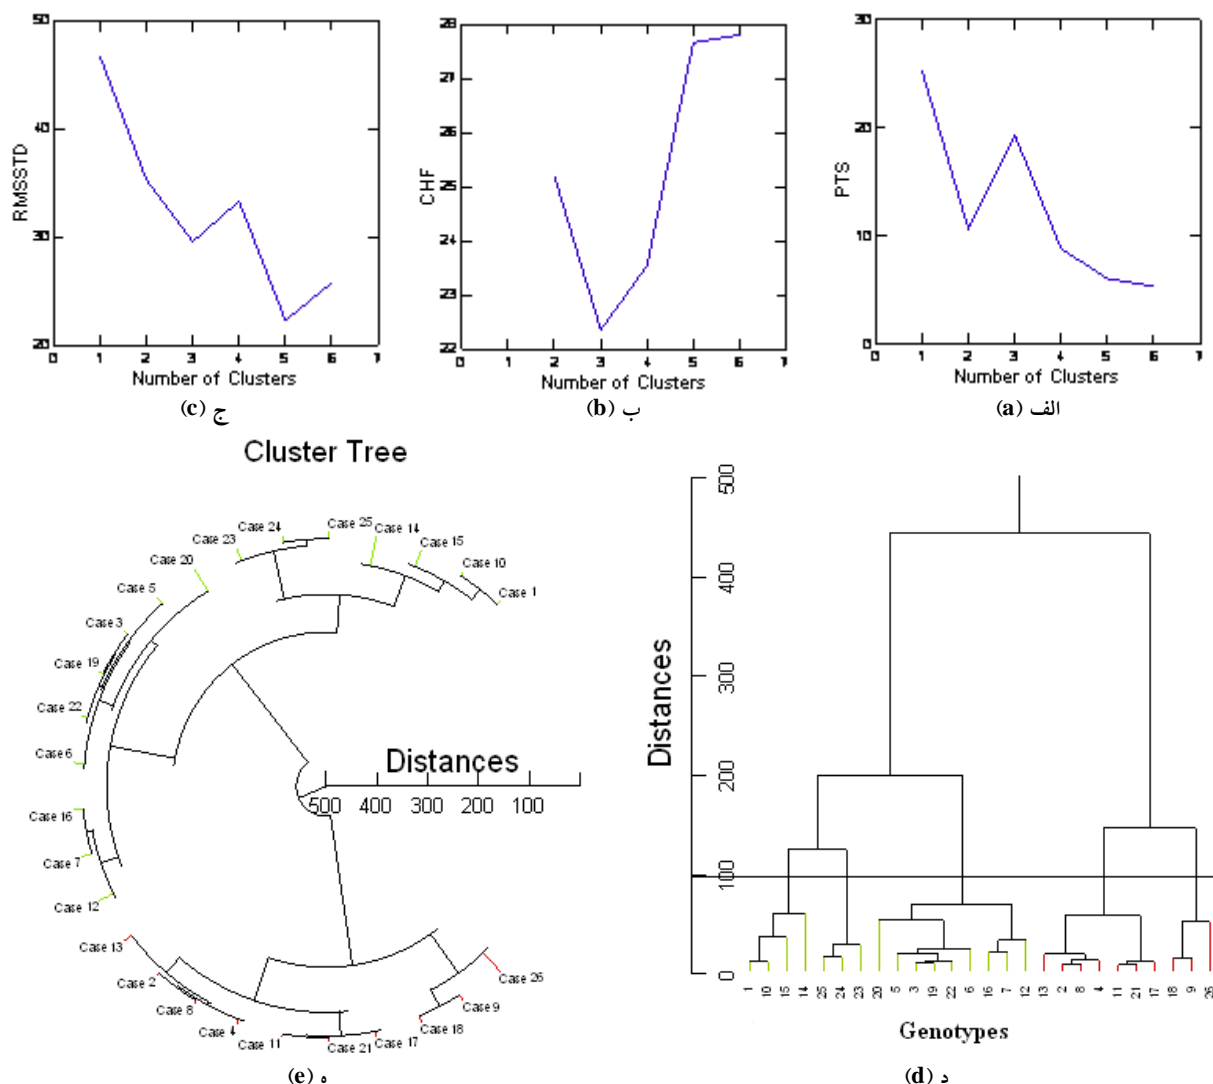 50
40
30
20
RMSSTD
0 1 2 3 4 5 6 7
Number of Clusters
ج (c)
28
27
26
25
24
23
22
CHF
0 1 2 3 4 5 6 7
Number of Clusters
ب (b)
30
20
10
0
PTS
0 1 2 3 4 5 6 7
Number of Clusters
الف (a)
Cluster Tree
Case 25
Case 14
Case 24
Case 23
Case 15
Case 10
Case 1
Case 20
Case 5
Case 3
Case 19
Case 22
Case 6
Case 16
Case 7
Case 12
Case 13
Case 2
Case 8
Case 4
Case 11
Case 21
Case 17
Case 18
Case 9
Case 26
Distances
500 400 300 200 100
ه (e)
500
400
300
200
100
0
Distances
1 10 15 14 25 24 23 20 5 3 19 22 6 16 7 12 13 2 8 4 11 21 17 18 9 26
Genotypes
د (d)